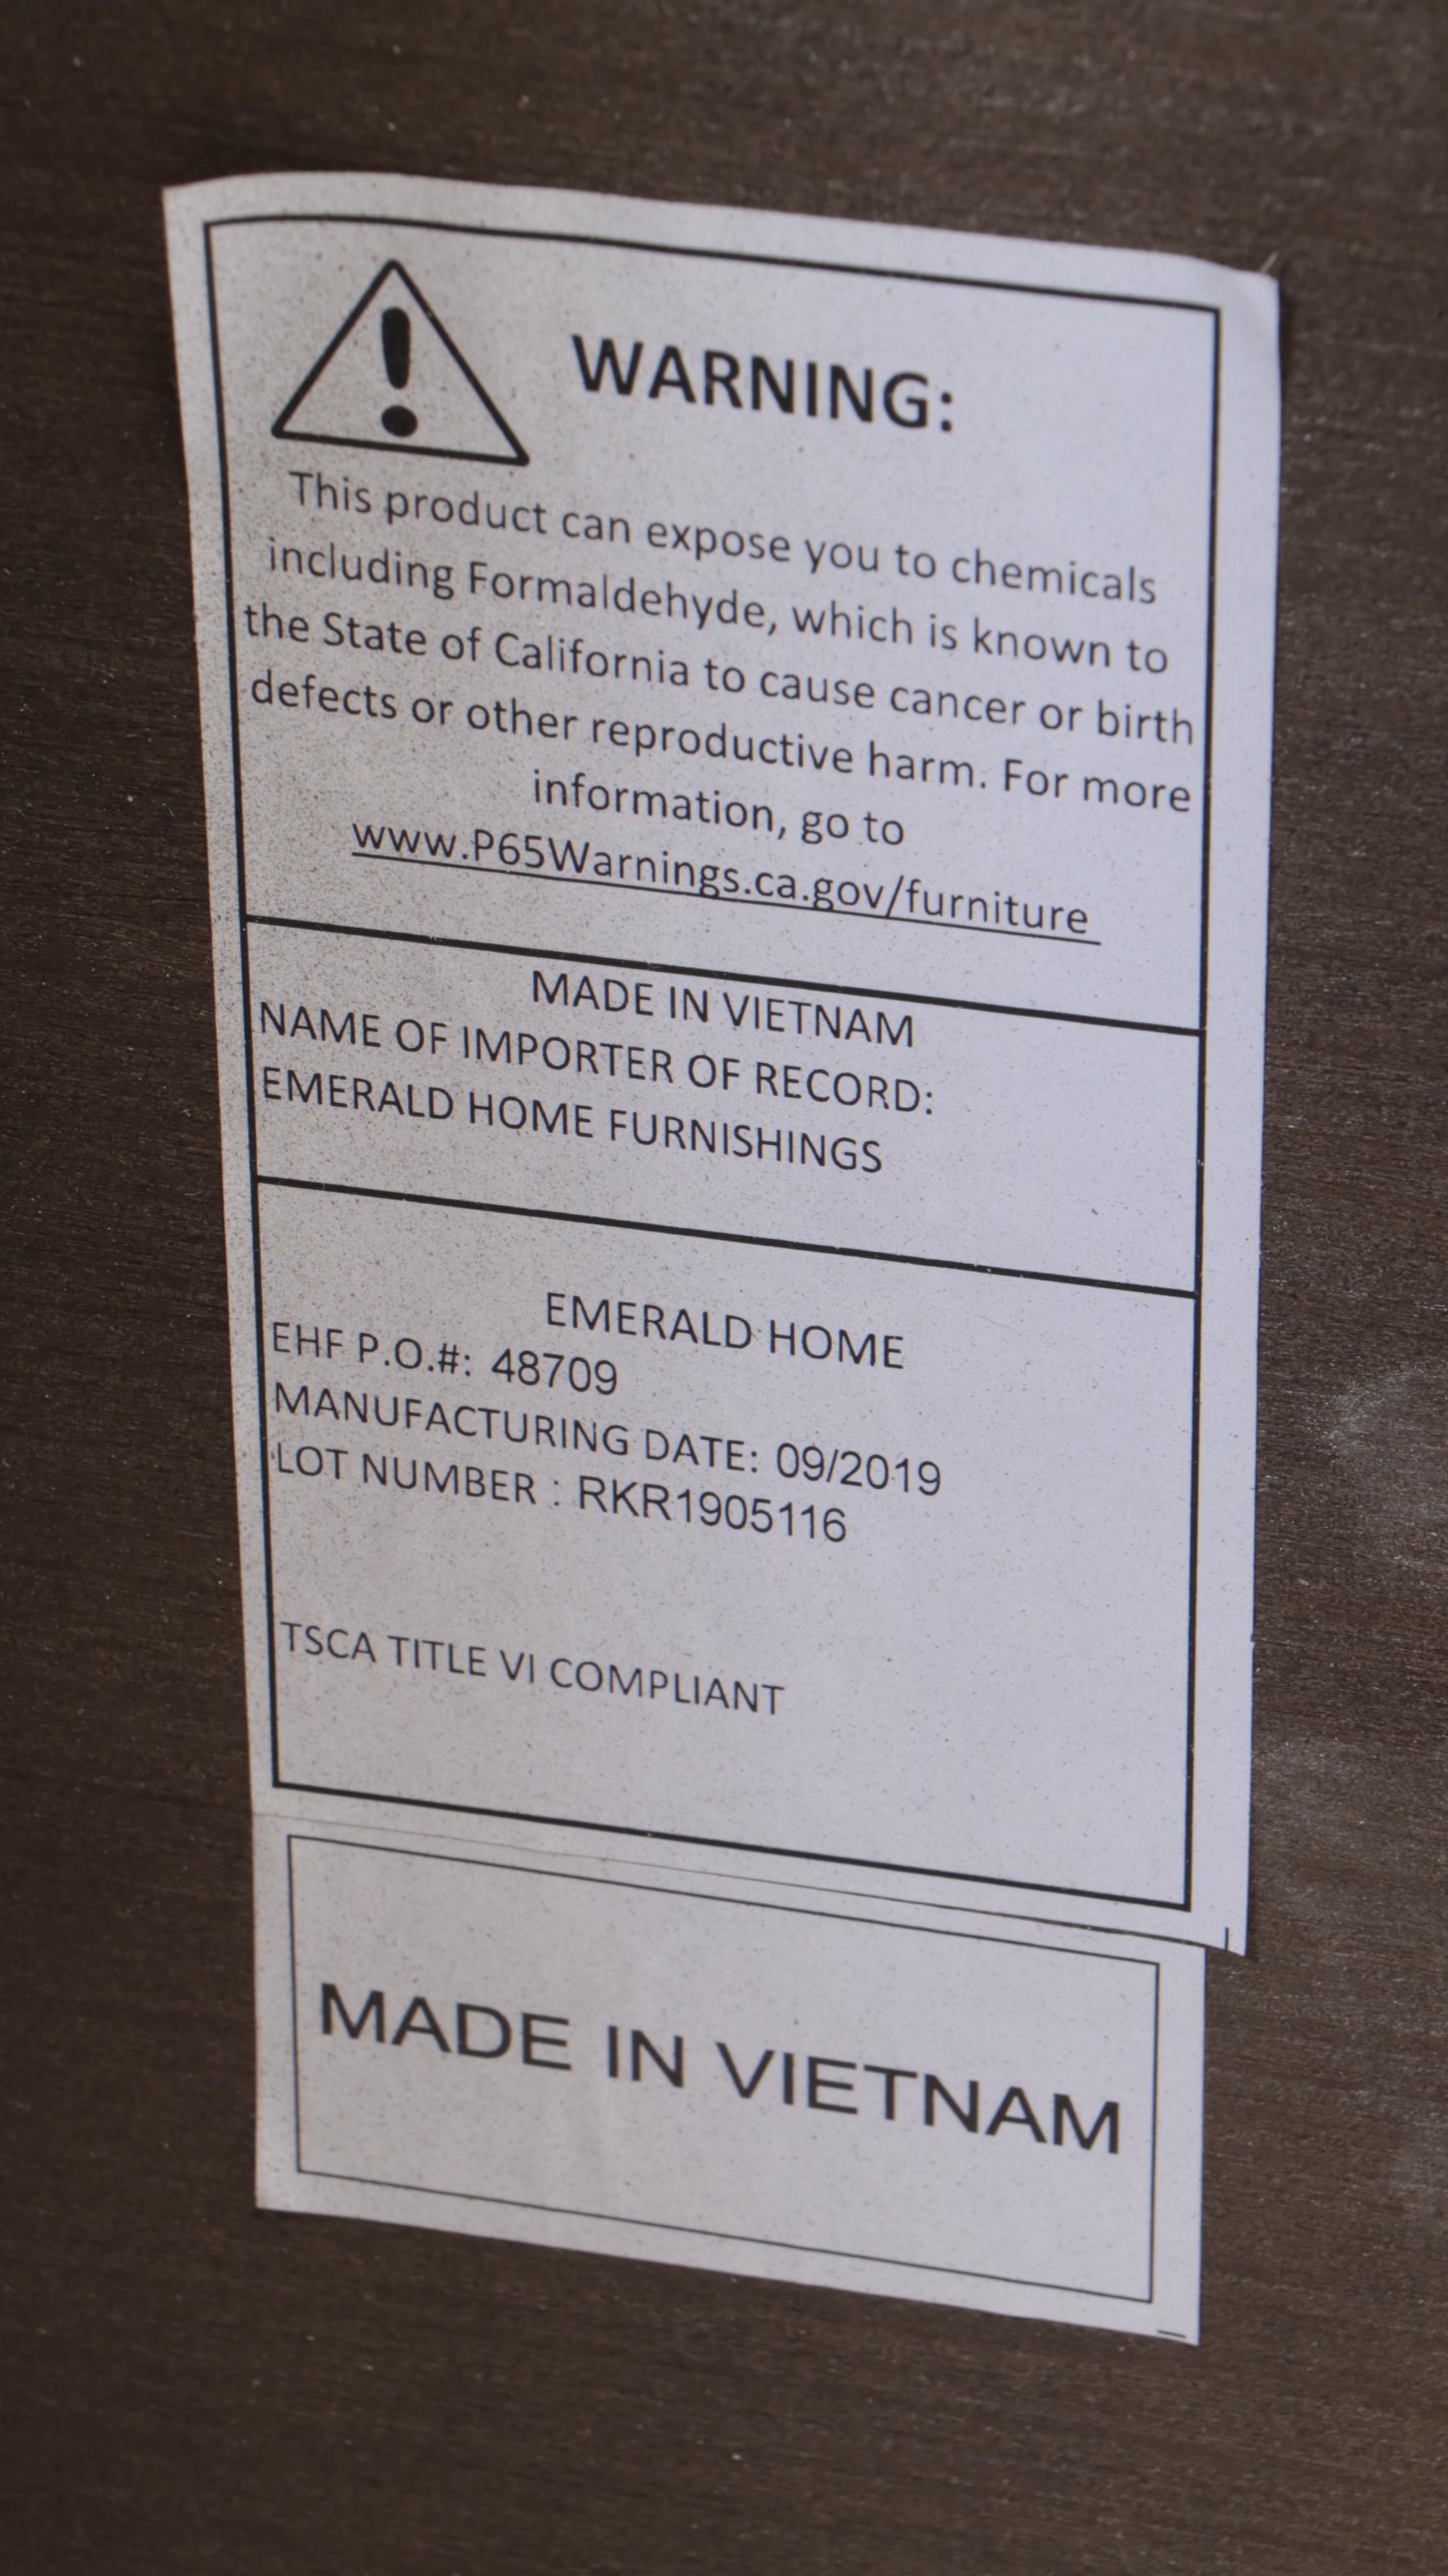 WARNING:
This product can expose you to chemicals
including Formaldehyde, which is known to
the State of California to cause cancer or birth
defects or other reproductive harm. For more
information, go to
www.P65Warnings.ca.gov/furniture
MADE IN VIETNAM
NAME OF IMPORTER OF RECORD:
EMERALD HOME FURNISHINGS
EMERALD HOME
EHF P.O.#: 48709
MANUFACTURING DATE: 09/2019
LOT NUMBER : RKR1905116
TSCA TITLE VI COMPLIANT
MADE IN VIETNAM